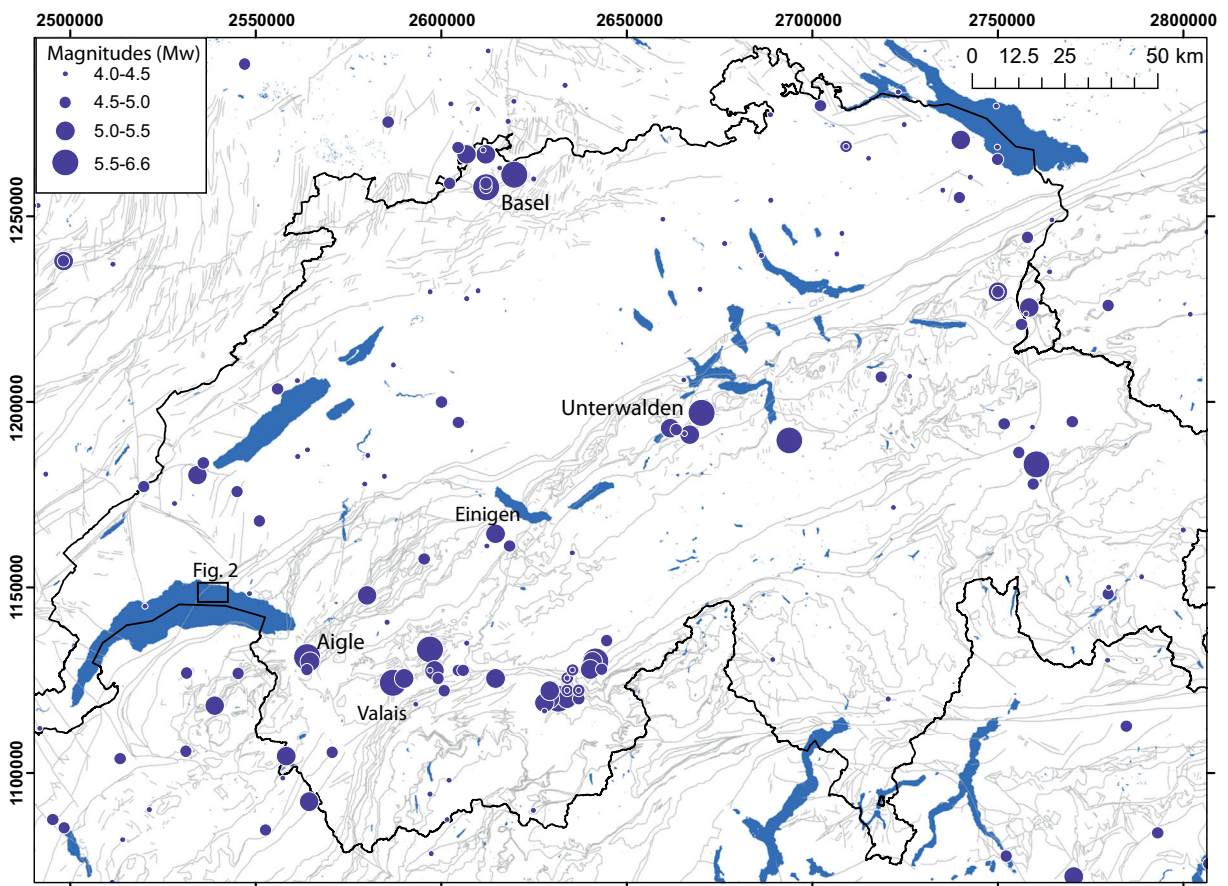 2500000 2550000 2600000 2650000 2700000 2750000 2800000
Magnitudes (Mw)
4.0-4.5
4.5-5.0
5.0-5.5
5.5-6.6
0 12.5 25 50 km
1250000
Basel
1200000
Unterwalden
Einigen
1150000
Fig. 2
Aigle
Valais
1100000